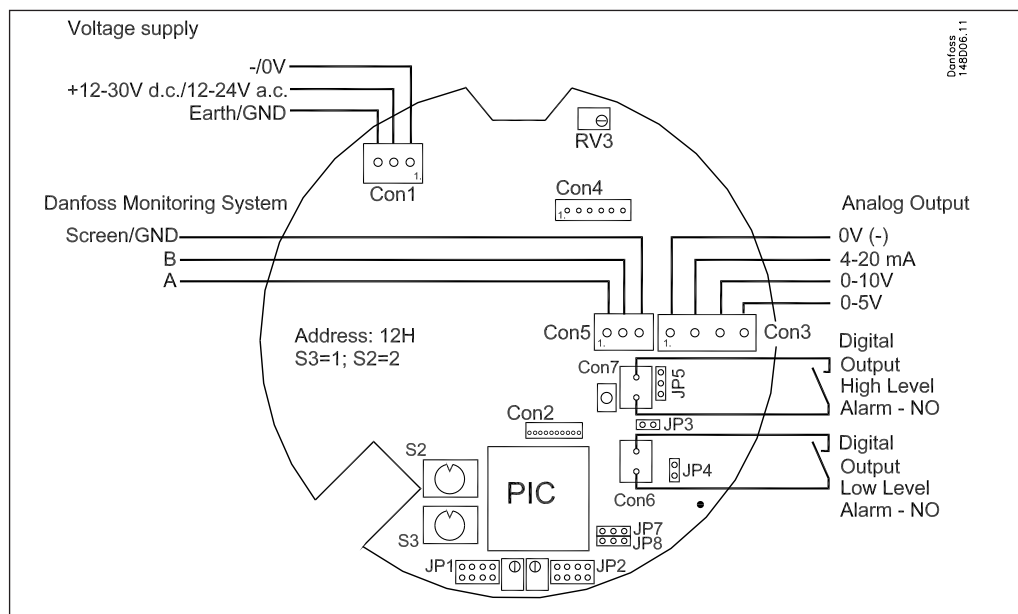 Voltage supply
Danfoss
148D06.11
-/0V
+12-30V d.c./12-24V a.c.
Earth/GND
RV3
1.
Con1
Con4
1.
Danfoss Monitoring System
Analog Output
Screen/GND
0V (-)
B
4-20 mA
A
0-10V
0-5V
Con5
1.
1.
Con3
Address: 12H
S3=1; S2=2
Digital
Output
High Level
Alarm - NO
Con7
JP5
JP3
Con2
Digital
Output
Low Level
Alarm - NO
S2
PIC
JP4
Con6
S3
JP7
JP8
JP1
JP2